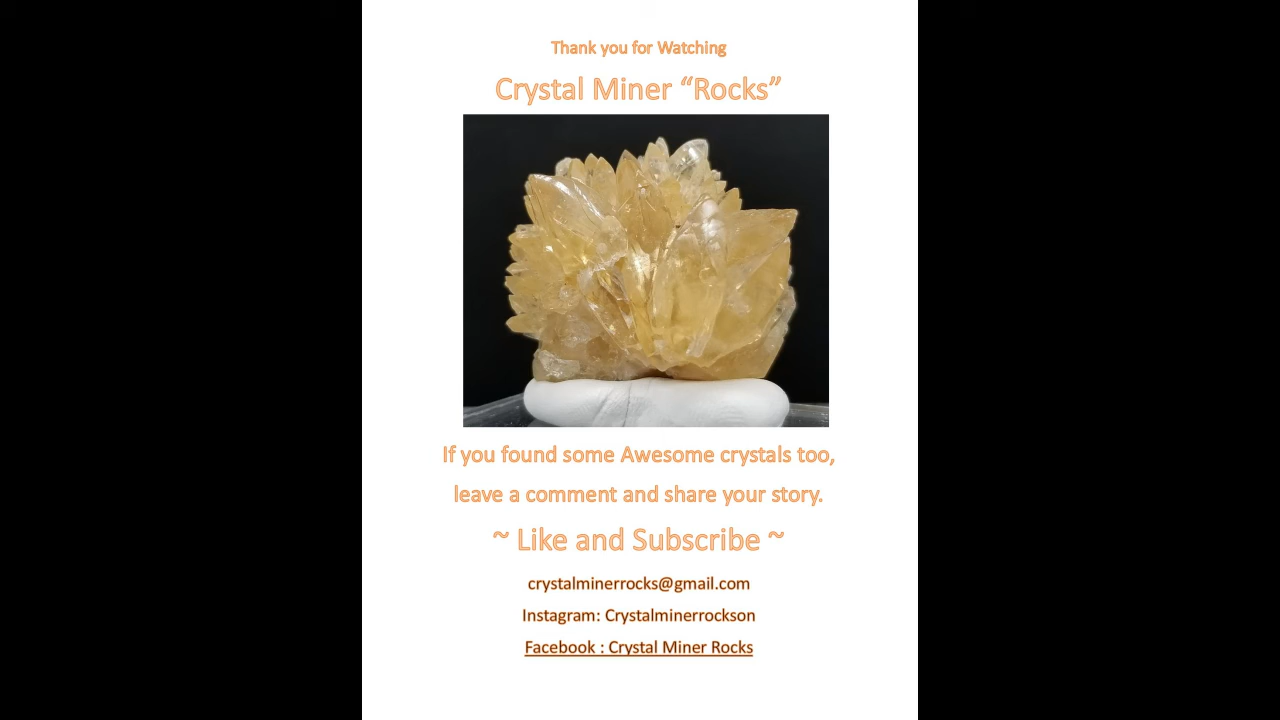 Thank you for Watching
Crystal Miner “Rocks”
If you found some Awesome crystals too,
leave a comment and share your story.
~ Like and Subscribe ~
crystalminerrocks@gmail.com
Instagram: Crystalminerrockson
Facebook : Crystal Miner Rocks